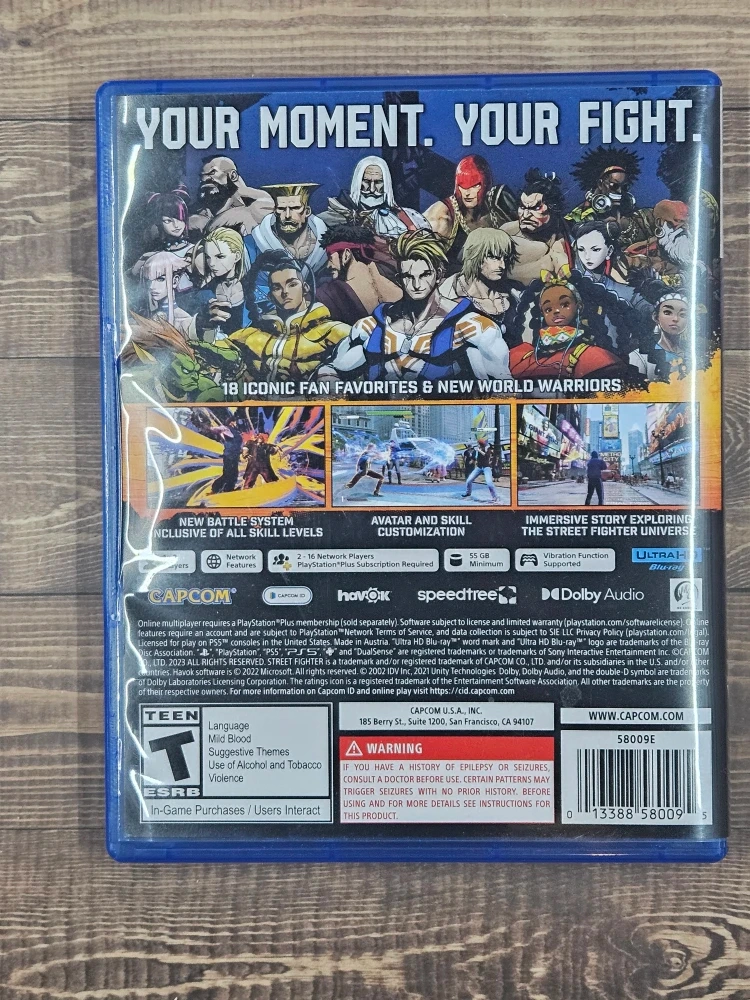 YOUR MOMENT. YOUR FIGHT.
18 ICONIC FAN FAVORITES & NEW WORLD WARRIORS
METRO CITY
NEW BATTLE SYSTEM
NCLUSIVE OF ALL SKILL LEVELS
AVATAR AND SKILL
CUSTOMIZATION
IMMERSIVE STORY EXPLORING
THE STREET FIGHTER UNIVERSE
Network
Features
2 - 16 Network Players
PlayStation®Plus Subscription Required
55 GB
Minimum
Vibration Function
Supported
ULTRA HD
Blu-ray
CAPCOM®
CAPCOM ID
havok
speedtree
Dolby Audio
Online multiplayer requires a PlayStation®Plus membership (sold separately). Software subject to license and limited warranty (playstation.com/softwarelicense). Online
features require an account and are subject to PlayStation™Network Terms of Service, and data collection is subject to SIE LLC Privacy Policy (playstation.com/legal).
Licensed for play on PS5™ consoles in the United States. Made in Austria. "Ultra HD Blu-ray™" word mark and "Ultra HD Blu-ray™" logo are trademarks of the Blu-ray
Disc Association. "PS", "PlayStation", "PS5", "PS5", and "DualSense" are registered trademarks or trademarks of Sony Interactive Entertainment Inc. ©CAPCOM
CO., LTD. 2023 ALL RIGHTS RESERVED. STREET FIGHTER is a trademark and/or registered trademark of CAPCOM CO., LTD. and/or its subsidiaries in the U.S. and/or other
countries. Havok software is © 2022 Microsoft. All rights reserved. © 2002 IDV Inc, 2021 Unity Technologies Dolby, Dolby Audio, and the double-D symbol are trademarks
of Dolby Laboratories Licensing Corporation. The ratings icon is a registered trademark of the Entertainment Software Association. All other trademarks are the property
of their respective owners. For more information on Capcom ID and online play visit https://cid.capcom.com
TEEN
T
ESRB
Language
Mild Blood
Suggestive Themes
Use of Alcohol and Tobacco
Violence
In-Game Purchases / Users Interact
CAPCOM U.S.A., INC.
185 Berry St., Suite 1200, San Francisco, CA 94107
WARNING
IF YOU HAVE A HISTORY OF EPILEPSY OR SEIZURES,
CONSULT A DOCTOR BEFORE USE. CERTAIN PATTERNS MAY
TRIGGER SEIZURES WITH NO PRIOR HISTORY. BEFORE
USING AND FOR MORE DETAILS SEE INSTRUCTIONS FOR
THIS PRODUCT.
WWW.CAPCOM.COM
58009E
0 13388 58009 5